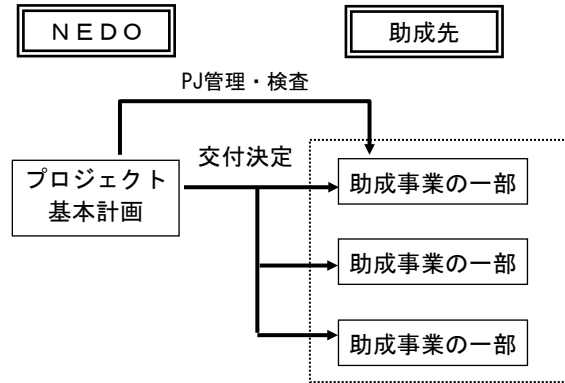 ＮＥＤＯ
助成先
PJ管理・検査
交付決定
プロジェクト
基本計画
助成事業の一部
助成事業の一部
助成事業の一部